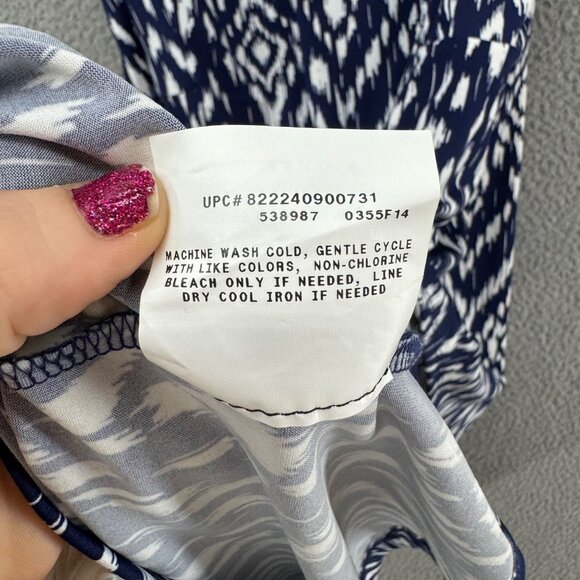 UPC# 822240900731
538987 0355F14
MACHINE WASH COLD, GENTLE CYCLE
WITH LIKE COLORS, NON-CHLORINE
BLEACH ONLY IF NEEDED, LINE
DRY COOL IRON IF NEEDED